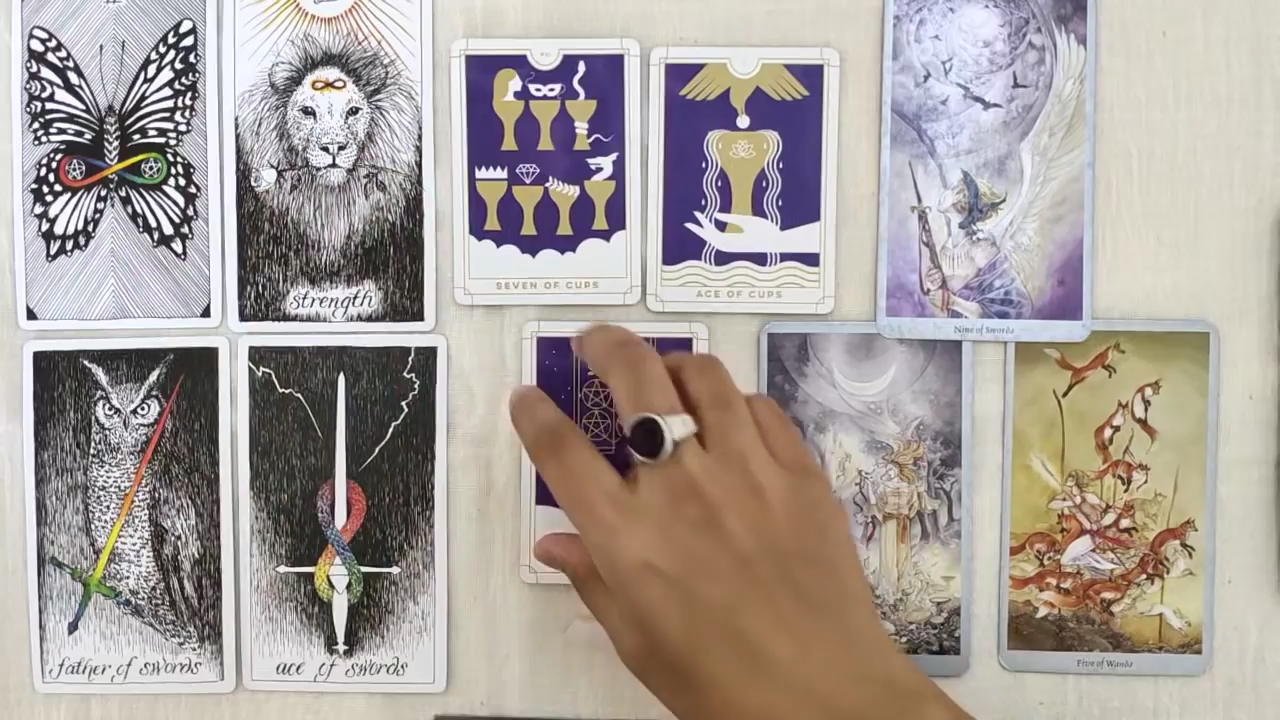 strength
SEVEN OF CUPS
ACE OF CUPS
Nine of Swords
father of swords
ace of swords
Five of Wands